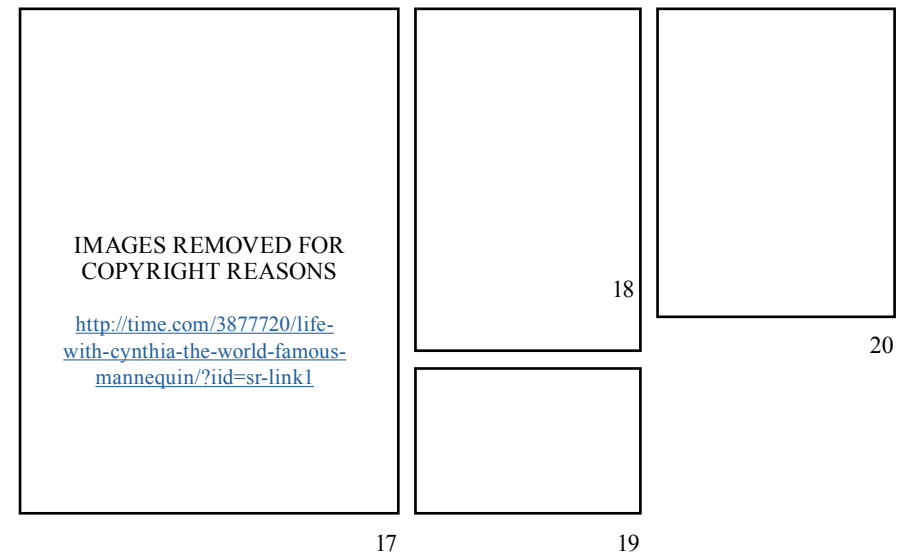 IMAGES REMOVED FOR
COPYRIGHT REASONS
http://time.com/3877720/life-
with-cynthia-the-world-famous-
mannequin/?iid=sr-link1
18
20
17
19